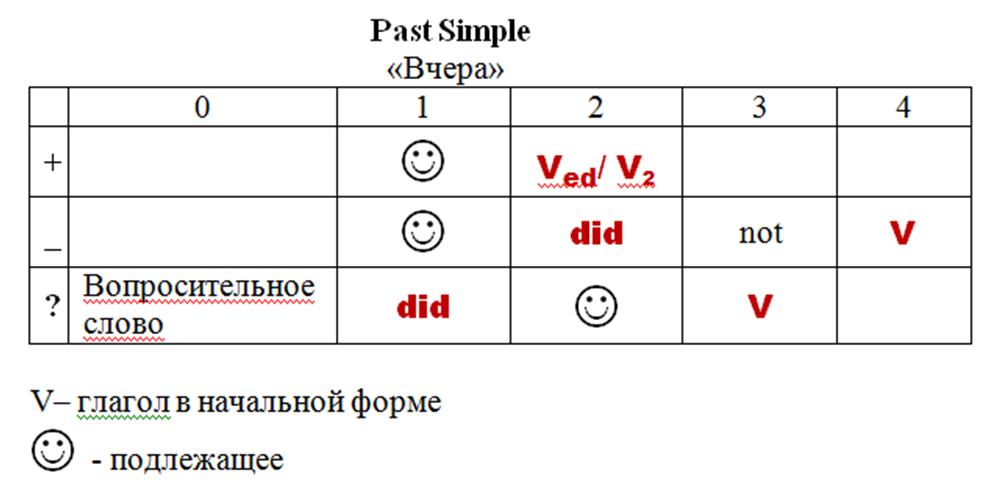 Past Simple
«Вчера»
0 1 2 3 4
+ Ved/ V2
– did not V
? Вопросительное слово did V
V– глагол в начальной форме
- подлежащее